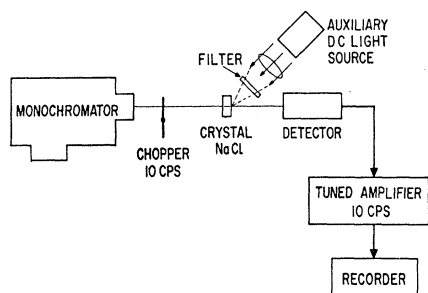 AUXILIARY
DC LIGHT
SOURCE
FILTER
MONOCHROMATOR
CHOPPER
10 CPS
CRYSTAL
NaCl
DETECTOR
TUNED AMPLIFIER
10 CPS
RECORDER